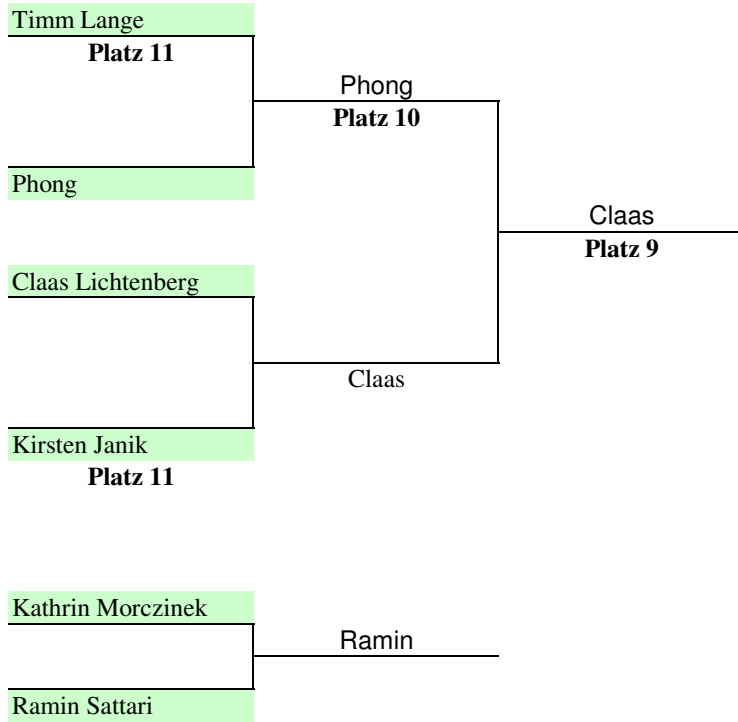 Timm Lange
Platz 11
Phong
Platz 10
Phong
Claas
Platz 9
Claas Lichtenberg
Claas
Kirsten Janik
Platz 11
Kathrin Morczinek
Ramin
Ramin Sattari